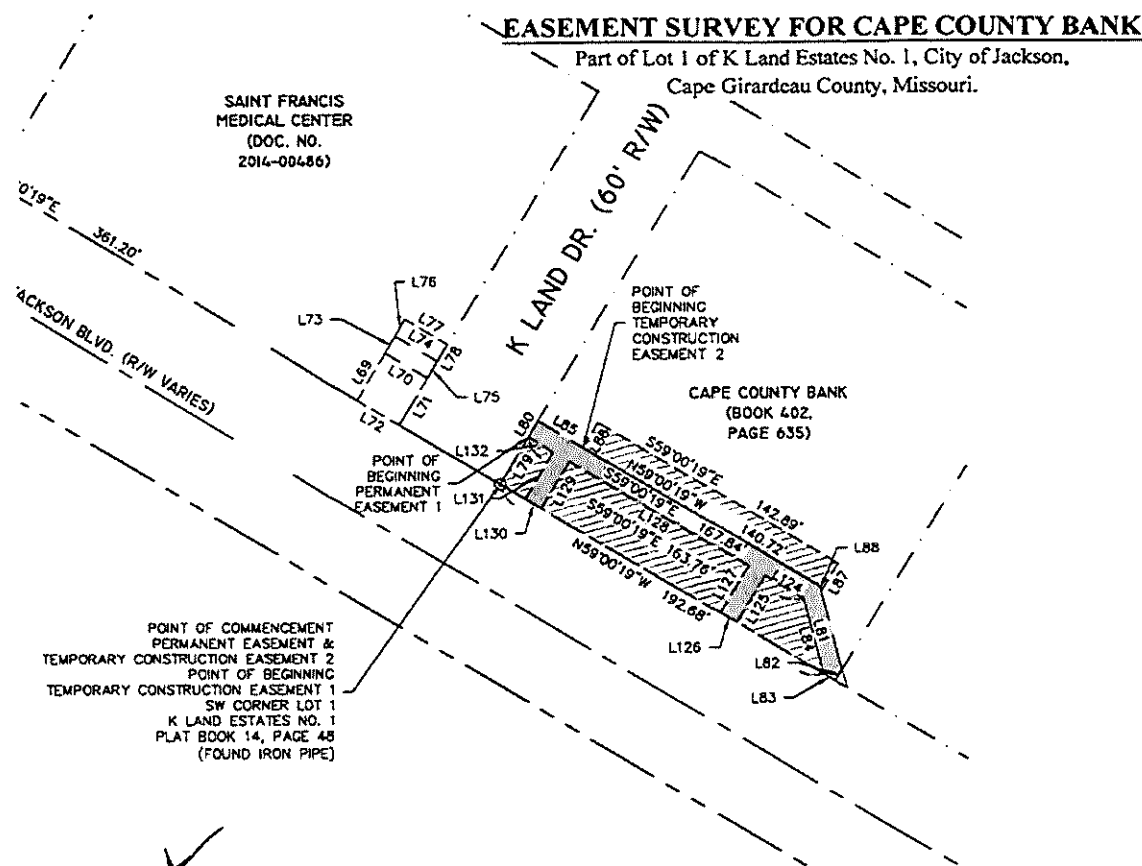 EASEMENT SURVEY FOR CAPE COUNTY BANK
Part of Lot 1 of K Land Estates No. 1, City of Jackson,
Cape Girardeau County, Missouri.
SAINT FRANCIS
MEDICAL CENTER
(DOC. NO.
2014-00486)
K LAND DR. (60' R/W)
0'19"E
361.20'
ACKSON BLVD. (R/W VARIES)
L76
L73
L77
L74
L78
L69
L70
L75
L71
L72
POINT OF
BEGINNING
TEMPORARY
CONSTRUCTION
EASEMENT 2
CAPE COUNTY BANK
(BOOK 402,
PAGE 635)
L80
L85
L86
S59°00'19"E
142.89'
N59°00'19"W
140.72'
S59°00'19"E
167.84'
L132
L79
POINT OF
BEGINNING
PERMANENT
EASEMENT 1
L131
L129
L128
S59°00'19"E 163.76'
L130
N59°00'19"W
192.68'
L88
L87
L124
L127
L125
L81
L84
L126
L82
L83
POINT OF COMMENCEMENT
PERMANENT EASEMENT &
TEMPORARY CONSTRUCTION EASEMENT 2
POINT OF BEGINNING
TEMPORARY CONSTRUCTION EASEMENT 1
SW CORNER LOT 1
K LAND ESTATES NO. 1
PLAT BOOK 14, PAGE 48
(FOUND IRON PIPE)